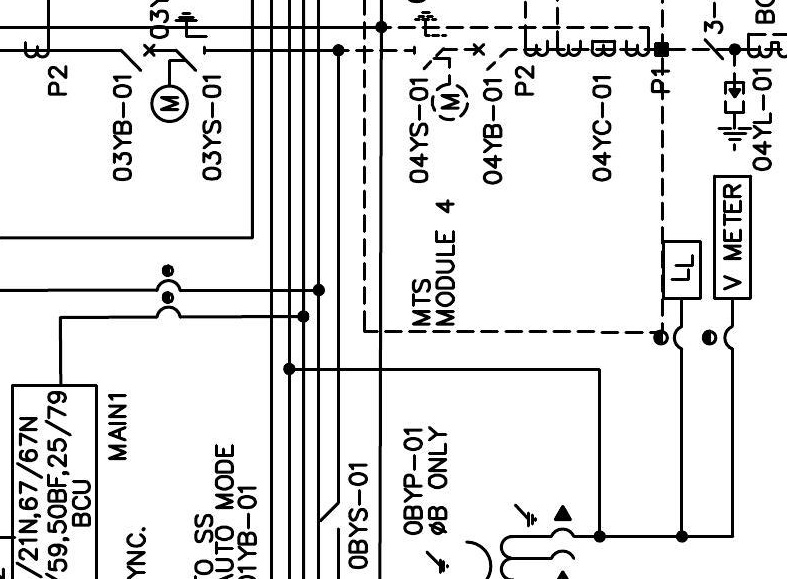 03Y
P2
03YB-01
M
03YS-01
04YS-01
M
04YB-01
P2
04YC-01
P1
3-
04YL-01
MTS
MODULE 4
LL
V METER
/21N,67/67N
/59,50BF,25/79
BCU
MAIN1
YNC.
TO SS
AUTO MODE
01YB-01
0BYS-01
0BYP-01
øB ONLY